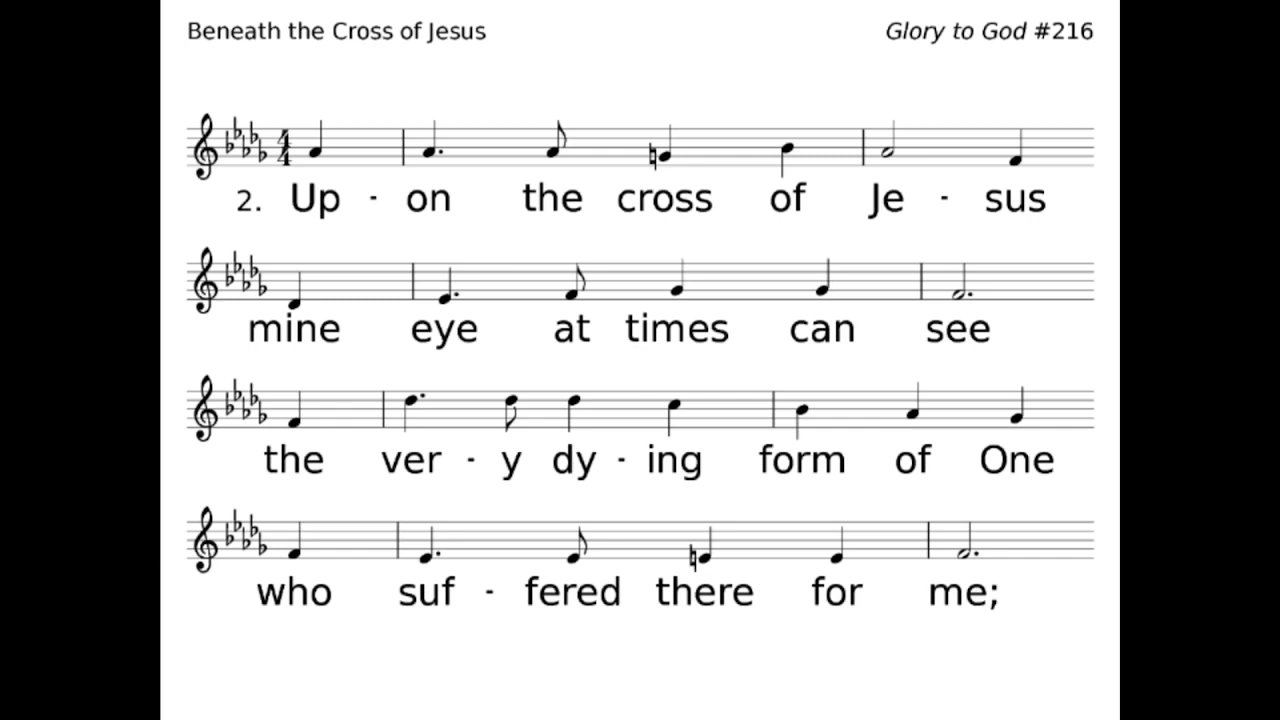 Beneath the Cross of Jesus Glory to God #216
2. Up - on the cross of Je - sus
mine eye at times can see
the ver - y dy - ing form of One
who suf - fered there for me;